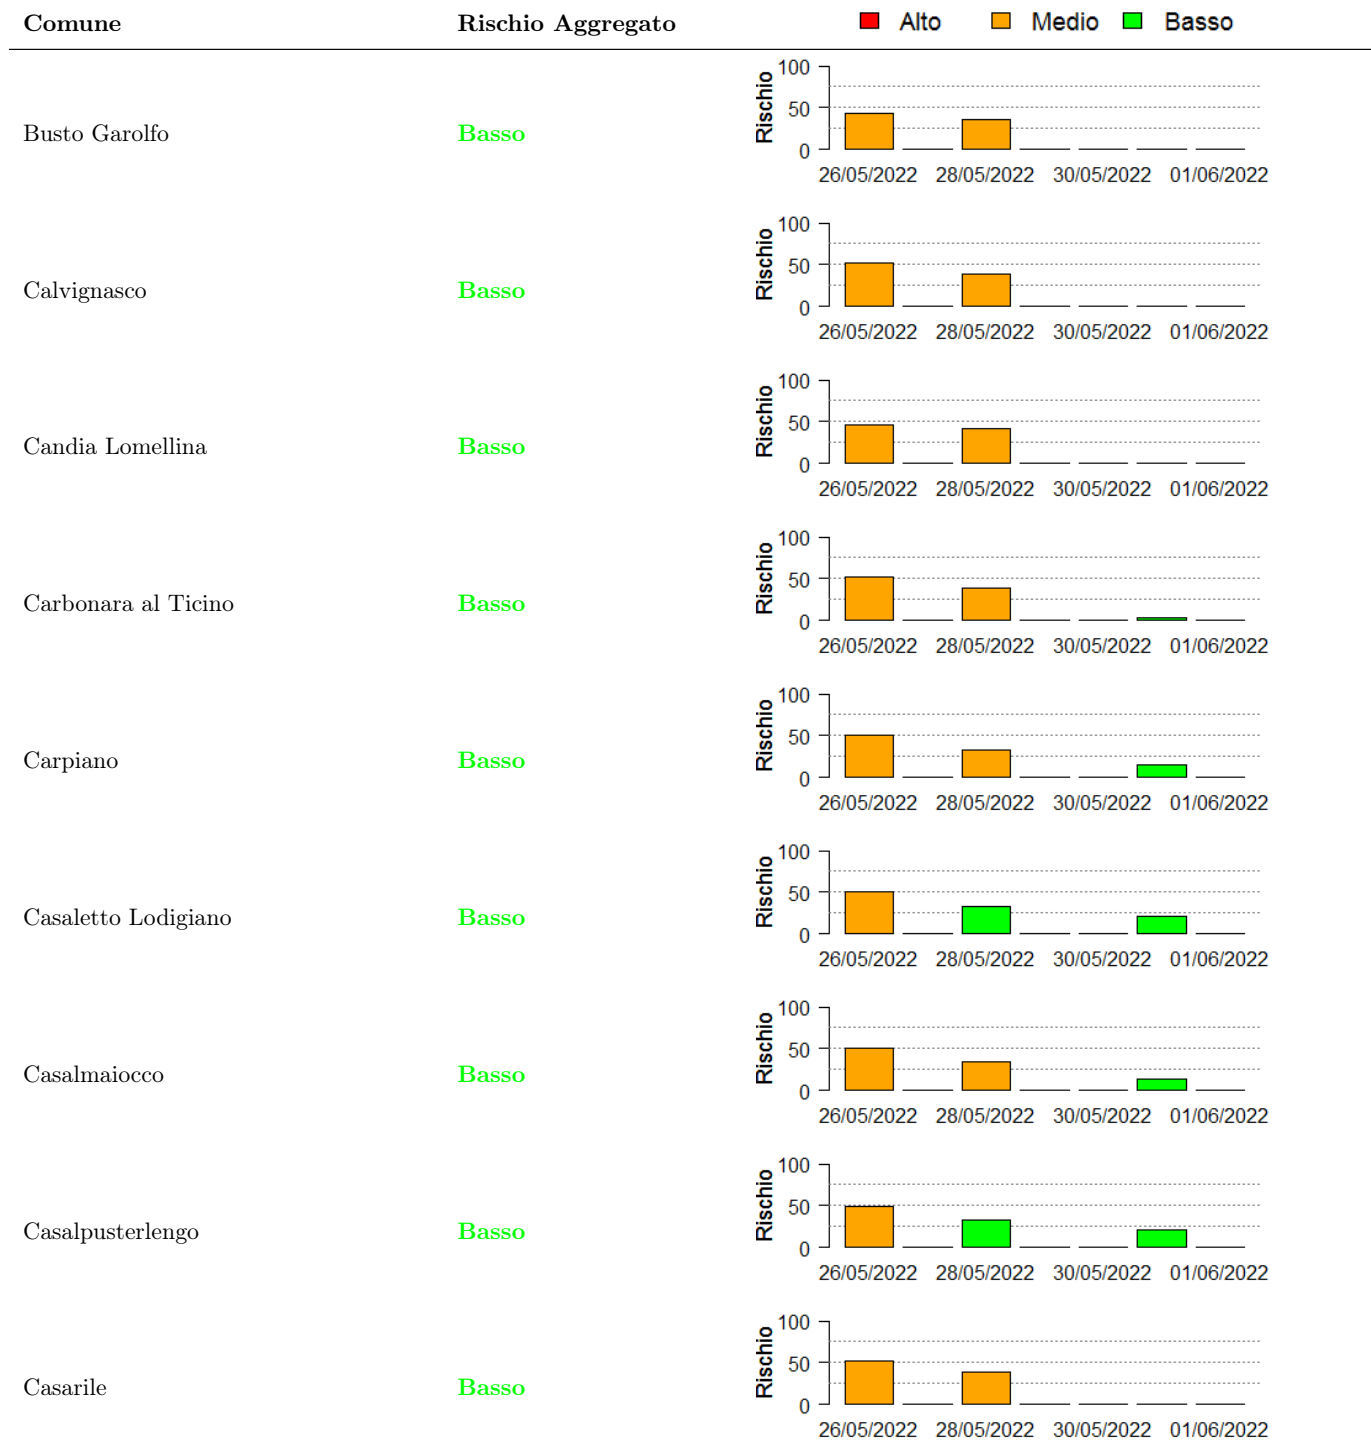 Comune Rischio Aggregato Alto Medio Basso
100
Rischio
50
Busto Garolfo Basso
0
26/05/2022 28/05/2022 30/05/2022 01/06/2022
100
Rischio
50
Calvignasco Basso
0
26/05/2022 28/05/2022 30/05/2022 01/06/2022
100
Rischio
50
Candia Lomellina Basso
0
26/05/2022 28/05/2022 30/05/2022 01/06/2022
100
Rischio
50
Carbonara al Ticino Basso
0
26/05/2022 28/05/2022 30/05/2022 01/06/2022
100
Rischio
50
Carpiano Basso
0
26/05/2022 28/05/2022 30/05/2022 01/06/2022
100
Rischio
50
Casaletto Lodigiano Basso
0
26/05/2022 28/05/2022 30/05/2022 01/06/2022
100
Rischio
50
Casalmaiocco Basso
0
26/05/2022 28/05/2022 30/05/2022 01/06/2022
100
Rischio
50
Casalpusterlengo Basso
0
26/05/2022 28/05/2022 30/05/2022 01/06/2022
100
Rischio
50
Casarile Basso
0
26/05/2022 28/05/2022 30/05/2022 01/06/2022